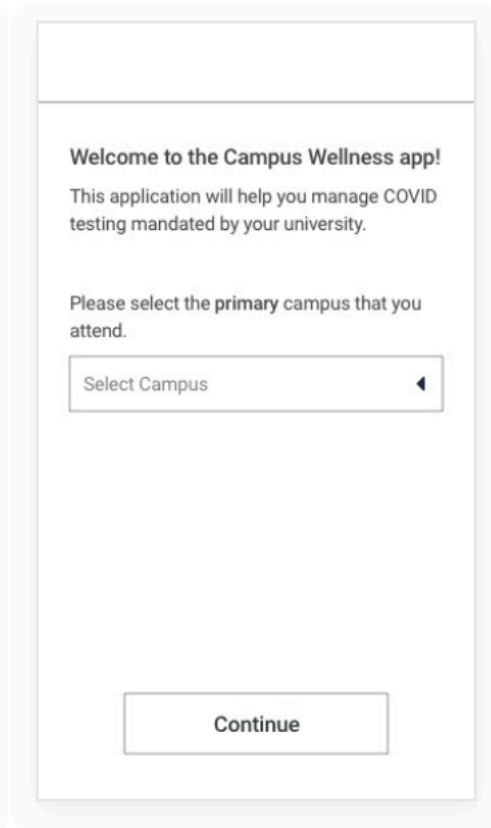 Welcome to the Campus Wellness app!
This application will help you manage COVID
testing mandated by your university.
Please select the primary campus that you
attend.
Select Campus
Continue